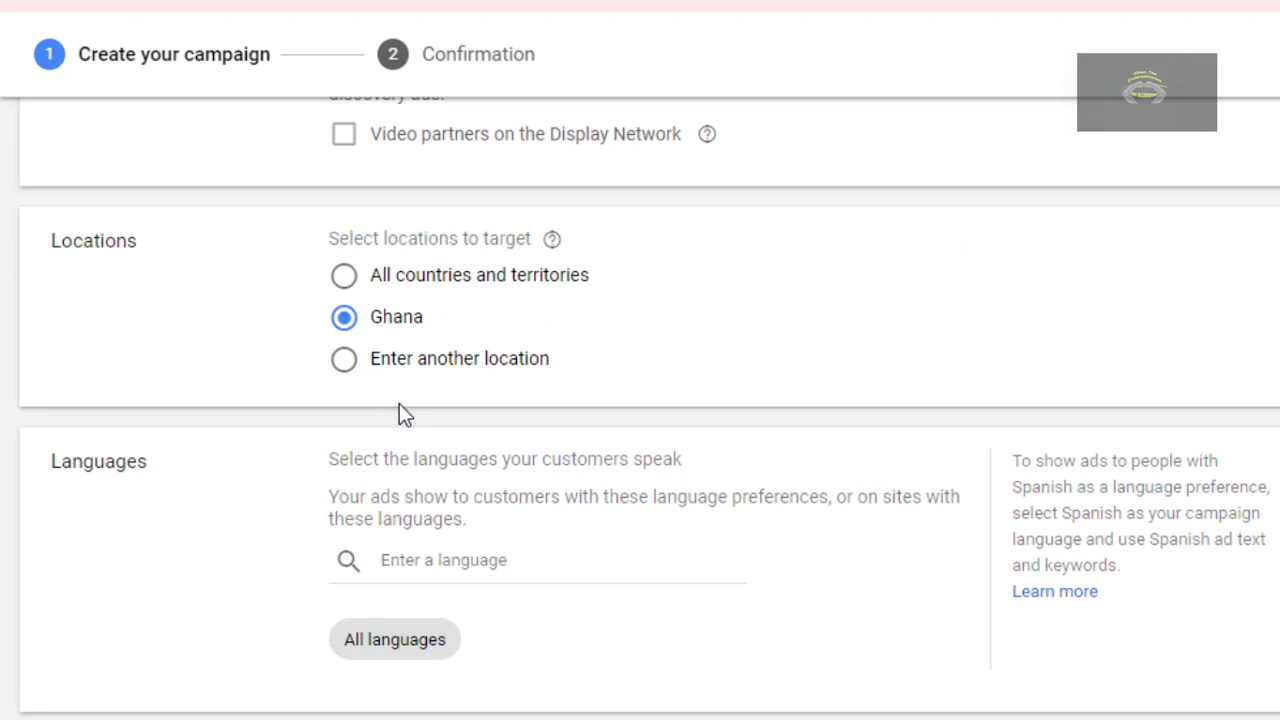 1 Create your campaign
2 Confirmation
discovery ads.
Video partners on the Display Network
Locations
Select locations to target
All countries and territories
Ghana
Enter another location
Languages
Select the languages your customers speak
Your ads show to customers with these language preferences, or on sites with
these languages.
Enter a language
All languages
To show ads to people with
Spanish as a language preference,
select Spanish as your campaign
language and use Spanish ad text
and keywords.
Learn more